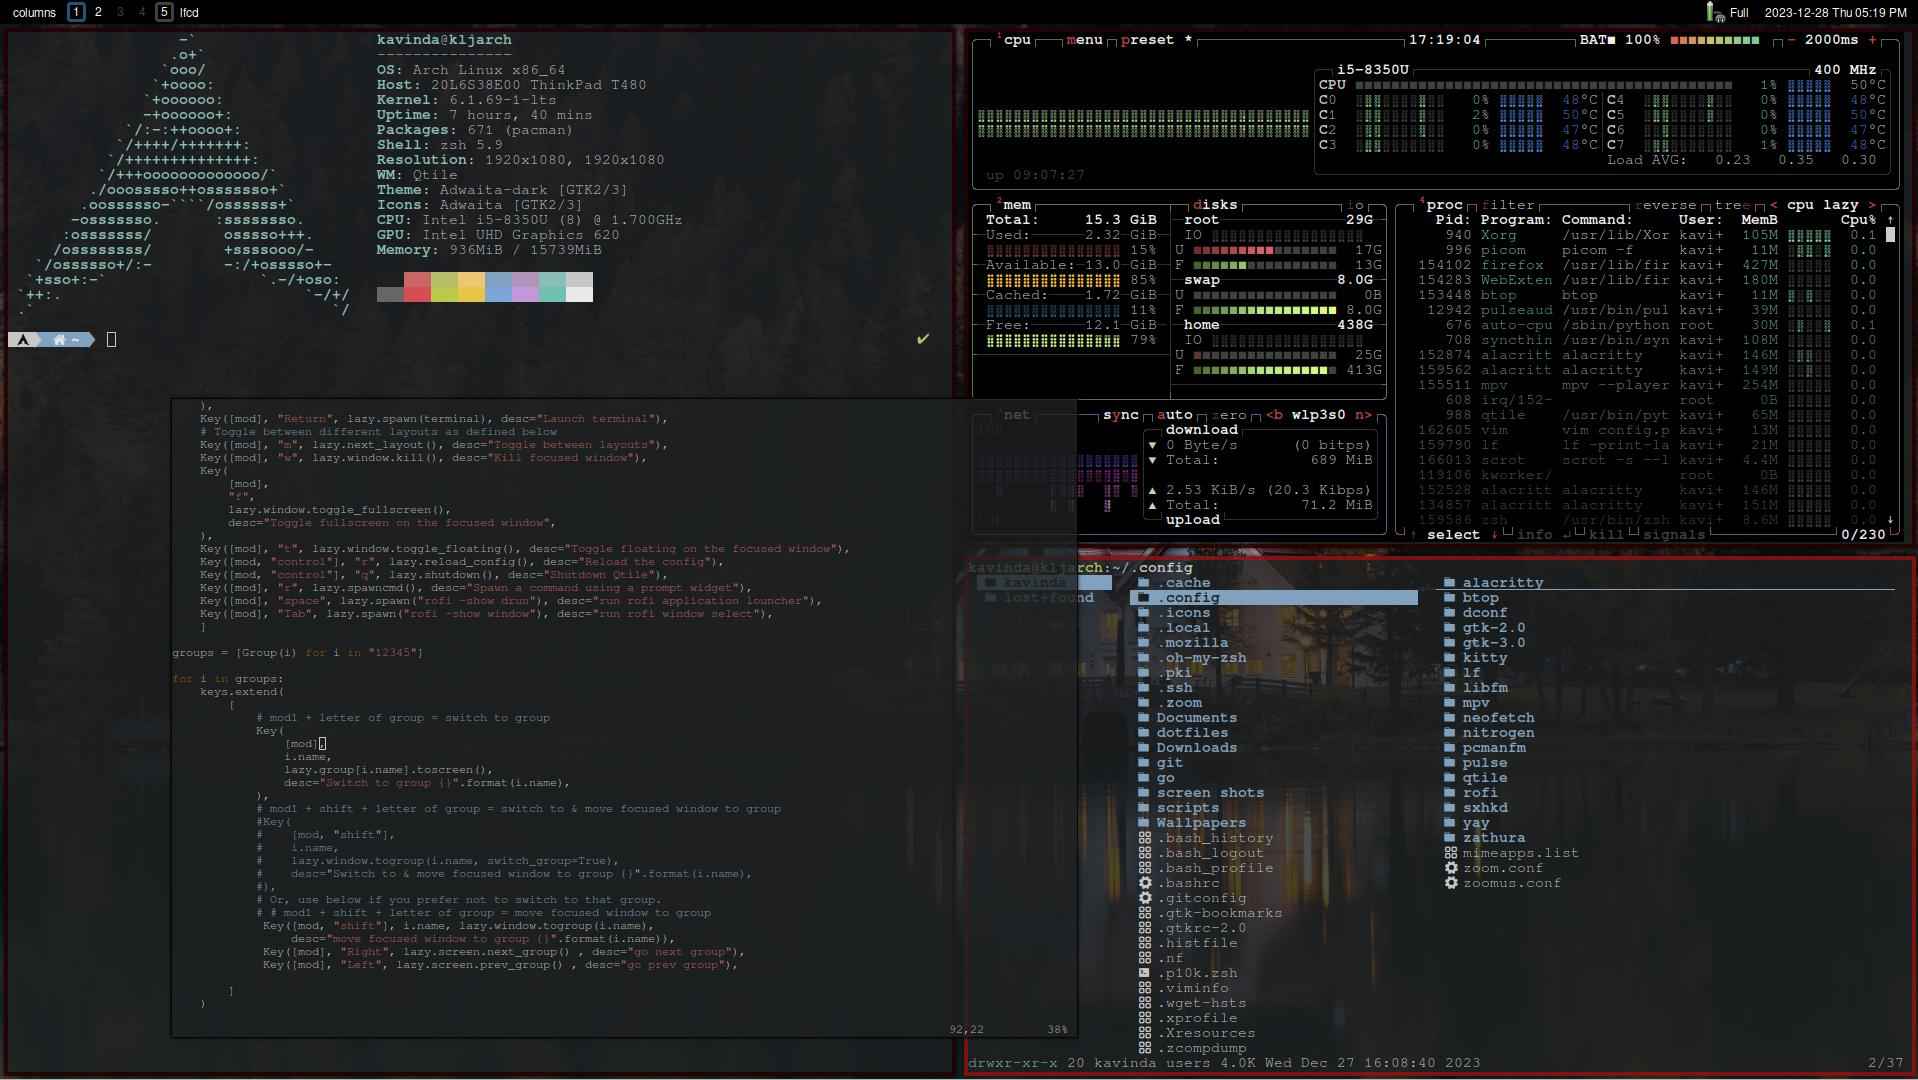 columns 1 2 3 4 5 lfcd
Full 2023-12-28 Thu 05:19 PM
kavinda@kljarch
---------------
OS: Arch Linux x86_64
Host: 20L6S38E00 ThinkPad T480
Kernel: 6.1.69-1-lts
Uptime: 7 hours, 40 mins
Packages: 671 (pacman)
Shell: zsh 5.9
Resolution: 1920x1080, 1920x1080
WM: Qtile
Theme: Adwaita-dark [GTK2/3]
Icons: Adwaita [GTK2/3]
CPU: Intel i5-8350U (8) @ 1.700GHz
GPU: Intel UHD Graphics 620
Memory: 936MiB / 15739MiB
~ ✔
),
Key([mod], "Return", lazy.spawn(terminal), desc="Launch terminal"),
# Toggle between different layouts as defined below
Key([mod], "m", lazy.next_layout(), desc="Toggle between layouts"),
Key([mod], "w", lazy.window.kill(), desc="Kill focused window"),
Key(
[mod],
"f",
lazy.window.toggle_fullscreen(),
desc="Toggle fullscreen on the focused window",
),
Key([mod], "t", lazy.window.toggle_floating(), desc="Toggle floating on the focused window"),
Key([mod, "control"], "r", lazy.reload_config(), desc="Reload the config"),
Key([mod, "control"], "q", lazy.shutdown(), desc="Shutdown Qtile"),
Key([mod], "r", lazy.spawncmd(), desc="Spawn a command using a prompt widget"),
Key([mod], "space", lazy.spawn("rofi -show drun"), desc="run rofi application louncher"),
Key([mod], "Tab", lazy.spawn("rofi -show window"), desc="run rofi window select"),
]
groups = [Group(i) for i in "12345"]
for i in groups:
keys.extend(
[
# mod1 + letter of group = switch to group
Key(
[mod],
i.name,
lazy.group[i.name].toscreen(),
desc="Switch to group {}".format(i.name),
),
# mod1 + shift + letter of group = switch to & move focused window to group
#Key(
#    [mod, "shift"],
#    i.name,
#    lazy.window.togroup(i.name, switch_group=True),
#    desc="Switch to & move focused window to group {}".format(i.name),
#),
# Or, use below if you prefer not to switch to that group.
# # mod1 + shift + letter of group = move focused window to group
Key([mod, "shift"], i.name, lazy.window.togroup(i.name),
desc="move focused window to group {}".format(i.name)),
Key([mod], "Right", lazy.screen.next_group() , desc="go next group"),
Key([mod], "Left", lazy.screen.prev_group() , desc="go prev group"),
]
)
92,22 38%
1cpu menu preset * 17:19:04 BAT■ 100% - 2000ms +
i5-8350U 400 MHz
CPU 1% 50°C
C0 0% 48°C C4 0% 48°C
C1 2% 50°C C5 0% 50°C
C2 0% 47°C C6 0% 47°C
C3 0% 48°C C7 1% 48°C
Load AVG: 0.23 0.35 0.30
up 09:07:27
2mem
Total: 15.3 GiB
Used: 2.32 GiB
15%
Available: 13.0 GiB
85%
Cached: 1.72 GiB
11%
Free: 12.1 GiB
79%
disks io
root 29G
IO
U 17G
F 13G
swap 8.0G
U 0B
F 8.0G
home 438G
IO
U 25G
F 413G
4proc filter reverse tree < cpu lazy >
Pid: Program: Command: User: MemB Cpu% ↑
940 Xorg /usr/lib/Xor kavi+ 105M 0.1
996 picom picom -f kavi+ 11M 0.0
154102 firefox /usr/lib/fir kavi+ 427M 0.0
154283 WebExten /usr/lib/fir kavi+ 180M 0.0
153448 btop btop kavi+ 11M 0.0
12942 pulseaud /usr/bin/pul kavi+ 39M 0.0
676 auto-cpu /sbin/python root 30M 0.1
708 syncthin /usr/bin/syn kavi+ 108M 0.0
152874 alacritt alacritty kavi+ 146M 0.0
159562 alacritt alacritty kavi+ 149M 0.0
155511 mpv mpv --player kavi+ 254M 0.0
608 irq/152- root 0B 0.0
988 qtile /usr/bin/pyt kavi+ 65M 0.0
162605 vim vim config.p kavi+ 13M 0.0
159790 lf lf -print-la kavi+ 21M 0.0
166013 scrot scrot -s --l kavi+ 4.4M 0.0
119106 kworker/ root 0B 0.0
152528 alacritt alacritty kavi+ 146M 0.0
134857 alacritt alacritty kavi+ 151M 0.0
159586 zsh /usr/bin/zsh kavi+ 8.6M 0.0 ↓
↑ select ↓ info ↵ kill signals 0/230
net sync auto zero <b wlp3s0 n>
download
▼ 0 Byte/s (0 bitps)
▼ Total: 689 MiB
▲ 2.53 KiB/s (20.3 Kibps)
▲ Total: 71.2 MiB
upload
kavinda@kljarch:~/.config
kavinda
lost+found
.cache
.config
.icons
.local
.mozilla
.oh-my-zsh
.pki
.ssh
.zoom
Documents
dotfiles
Downloads
git
go
screen shots
scripts
Wallpapers
.bash_history
.bash_logout
.bash_profile
.bashrc
.gitconfig
.gtk-bookmarks
.gtkrc-2.0
.histfile
.nf
.p10k.zsh
.viminfo
.wget-hsts
.xprofile
.Xresources
.zcompdump
alacritty
btop
dconf
gtk-2.0
gtk-3.0
kitty
lf
libfm
mpv
neofetch
nitrogen
pcmanfm
pulse
qtile
rofi
sxhkd
yay
zathura
mimeapps.list
zoom.conf
zoomus.conf
drwxr-xr-x 20 kavinda users 4.0K Wed Dec 27 16:08:40 2023 2/37